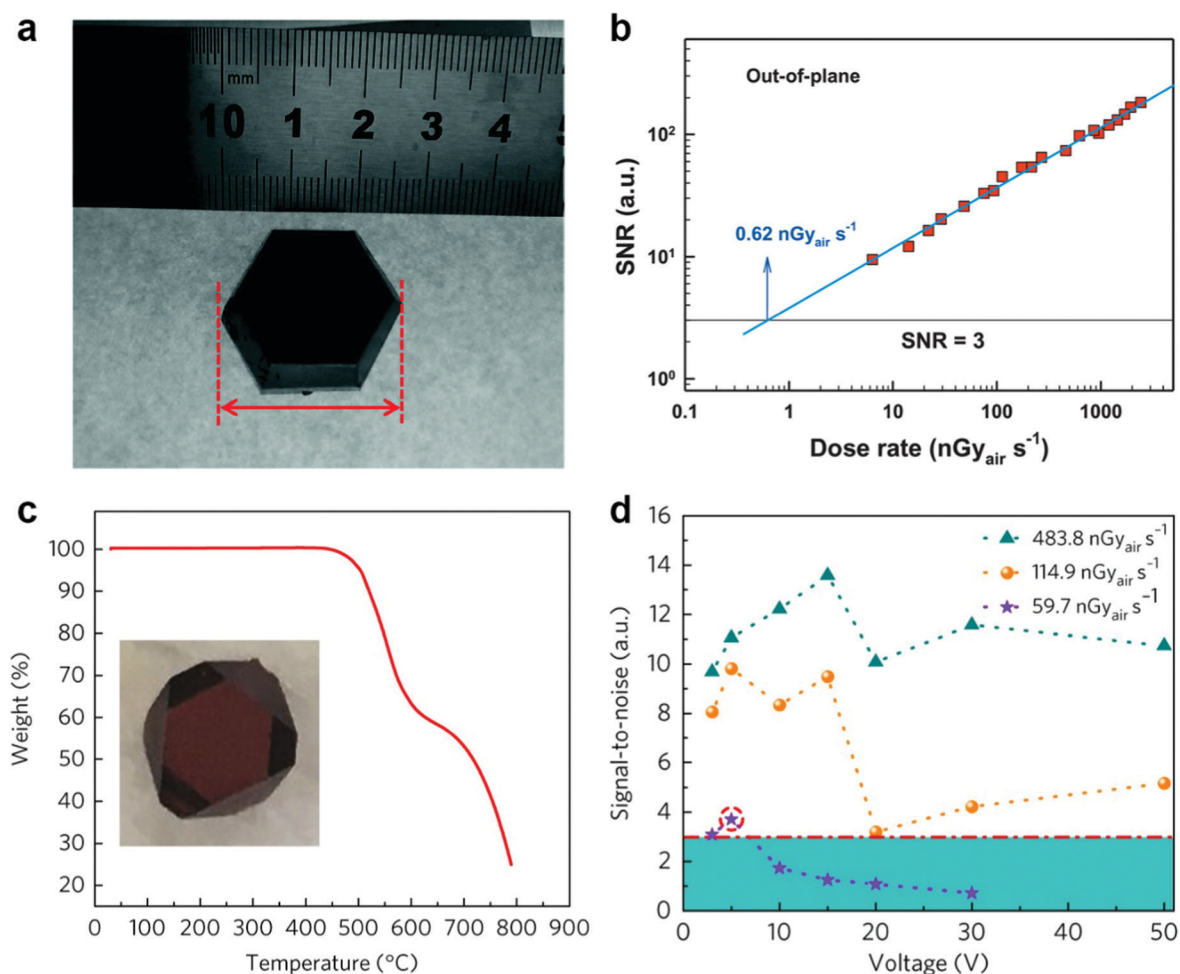 a
mm
10 1 2 3 4
b
Out-of-plane
SNR (a.u.)
10²
10¹
10⁰
0.62 nGyair s⁻¹
SNR = 3
0.1 1 10 100 1000
Dose rate (nGyair s⁻¹)
c
Weight (%)
100
90
80
70
60
50
40
30
20
0 100 200 300 400 500 600 700 800 900
Temperature (°C)
d
Signal-to-noise (a.u.)
16
14
12
10
8
6
4
2
0
483.8 nGyair s⁻¹
114.9 nGyair s⁻¹
59.7 nGyair s⁻¹
0 10 20 30 40 50
Voltage (V)